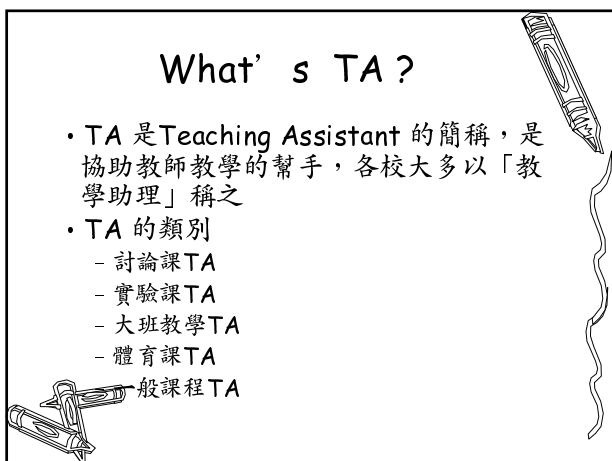 What’s TA？
• TA 是Teaching Assistant 的簡稱，是
協助教師教學的幫手，各校大多以「教
學助理」稱之
• TA 的類別
– 討論課TA
– 實驗課TA
– 大班教學TA
– 體育課TA
一般課程TA